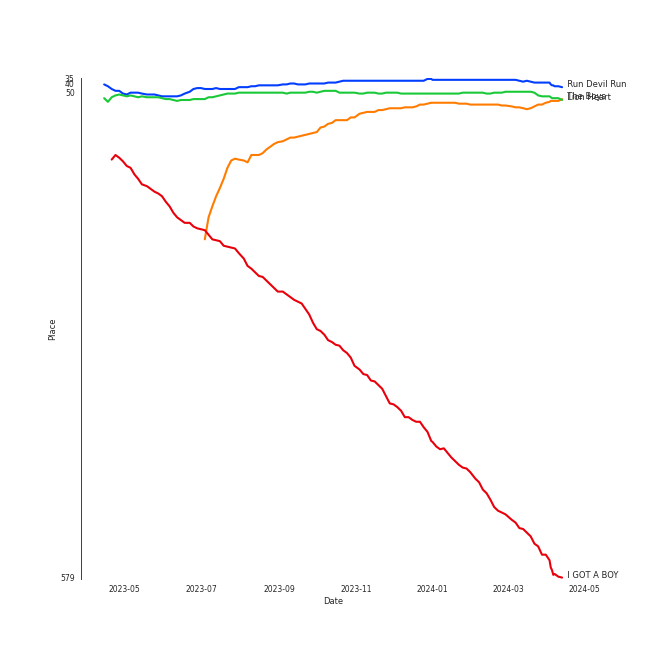 35
40
50
579
Place
2023-05
2023-07
2023-09
2023-11
2024-01
2024-03
2024-05
Date
Run Devil Run
The Boys
Lion Heart
I GOT A BOY